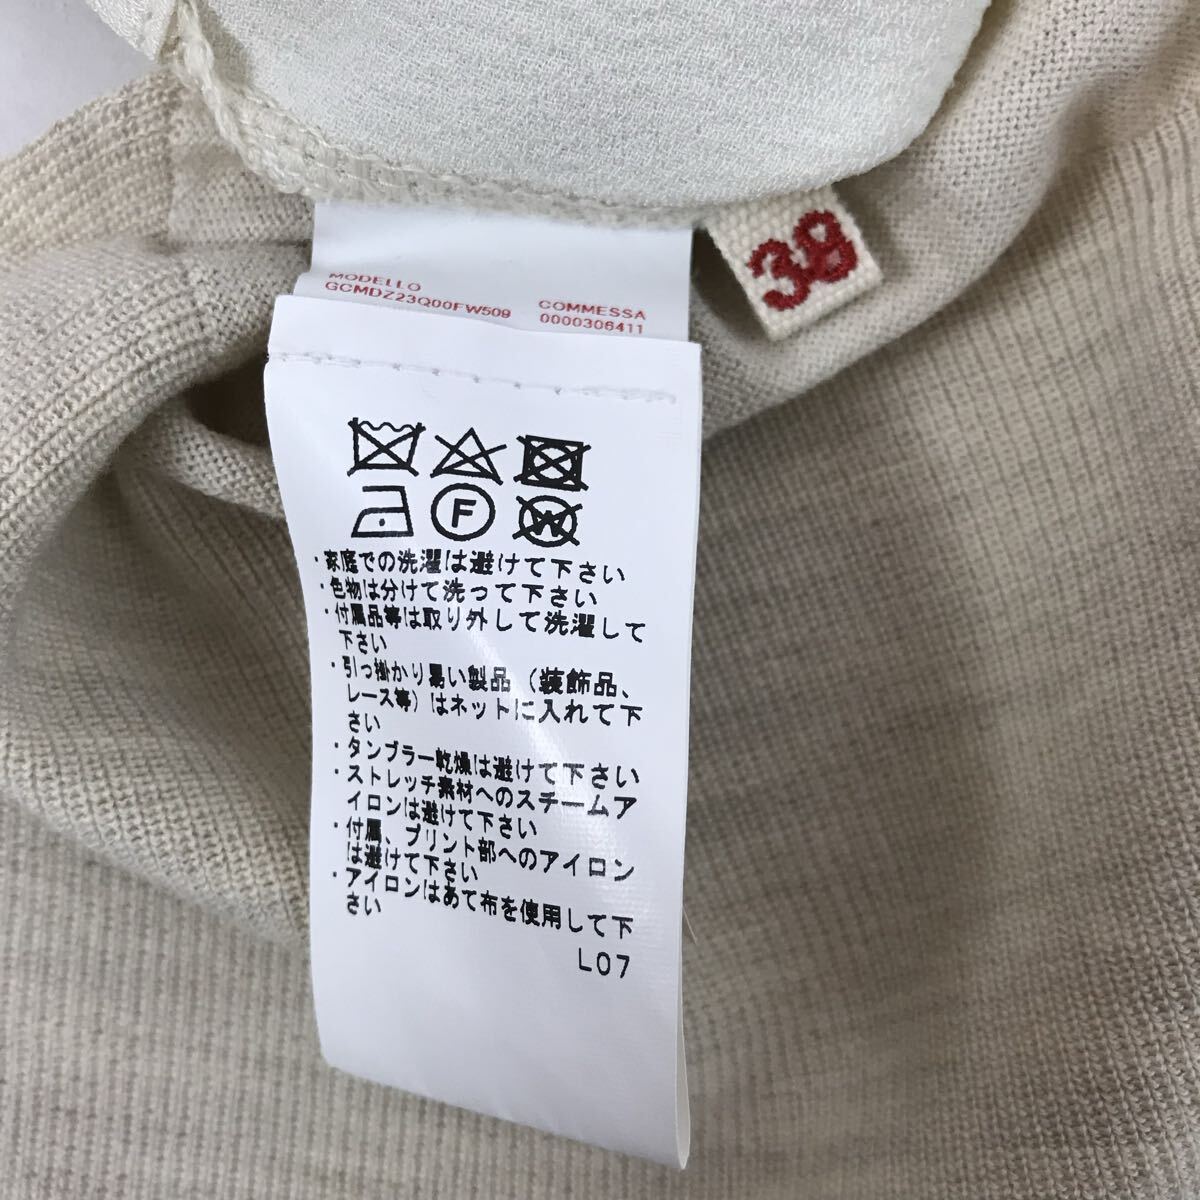 38
MODELLO
GCMDZ23Q00FW509
COMMESSA
0000306411
F
W
・家庭での洗濯は避けて下さい
・色物は分けて洗って下さい
・付属品等は取り外して洗濯して
下さい
・引っ掛かり易い製品（装飾品、
レース等）はネットに入れて下
さい
・タンブラー乾燥は避けて下さい
・ストレッチ素材へのスチームア
イロンは避けて下さい
・付属、プリント部へのアイロン
は避けて下さい
・アイロンはあて布を使用して下
さい
L07